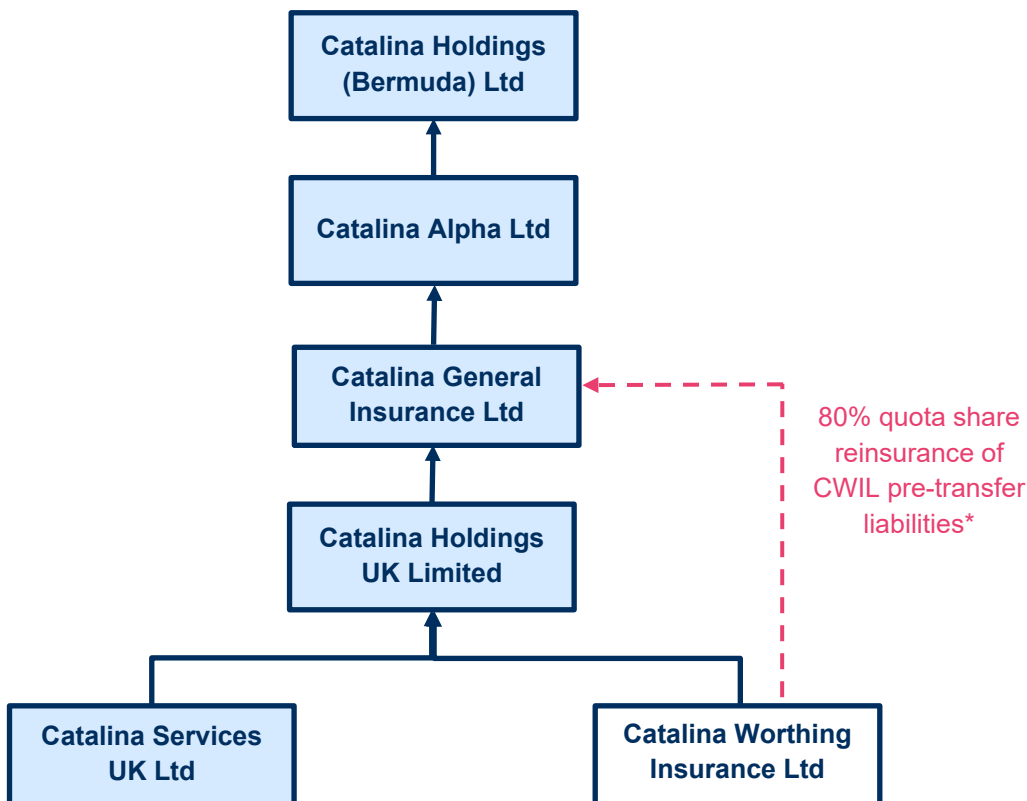 Catalina Holdings
(Bermuda) Ltd
Catalina Alpha Ltd
Catalina General
Insurance Ltd
80% quota share
reinsurance of
CWIL pre-transfer
liabilities*
Catalina Holdings
UK Limited
Catalina Services
UK Ltd
Catalina Worthing
Insurance Ltd